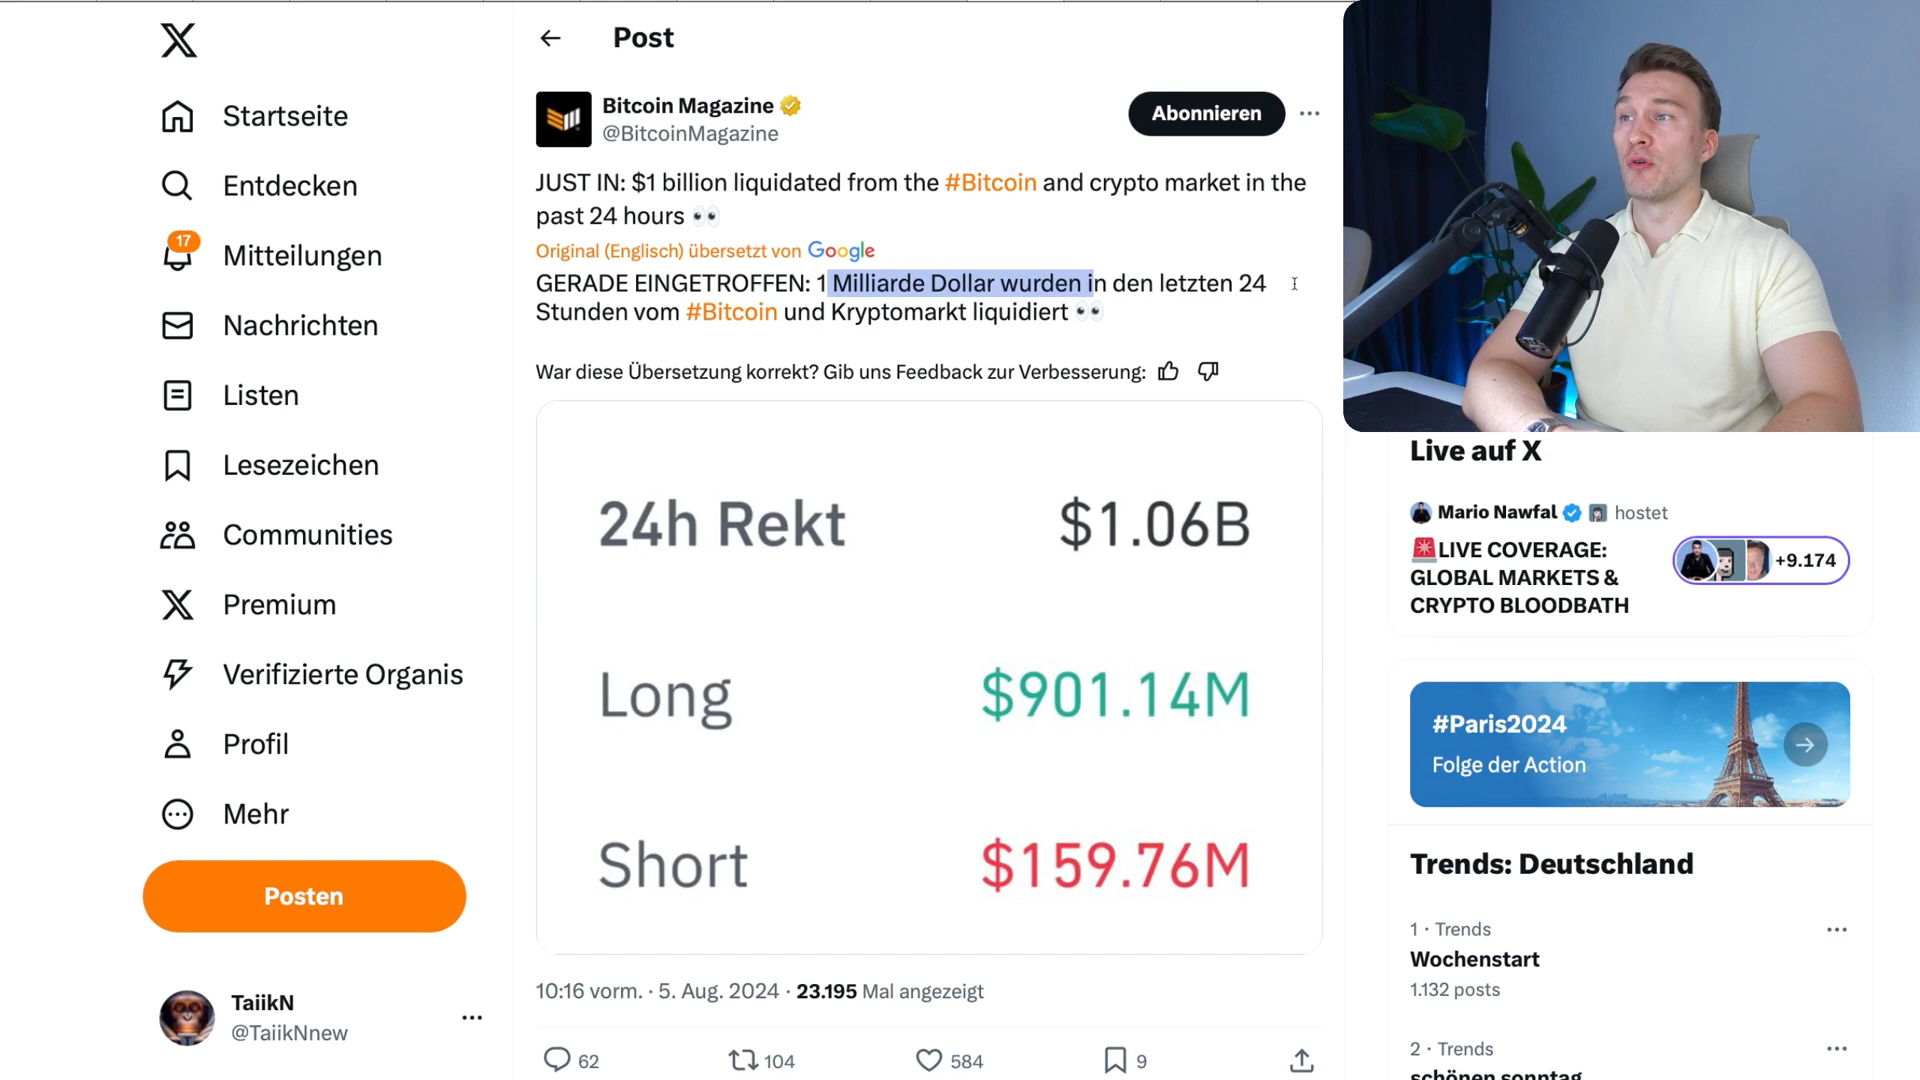 Startseite
Entdecken
17
Mitteilungen
Nachrichten
Listen
Lesezeichen
Communities
Premium
Verifizierte Organis
Profil
Mehr
Posten
TaiikN
@TaiikNnew
Post
Bitcoin Magazine
@BitcoinMagazine
Abonnieren
JUST IN: $1 billion liquidated from the #Bitcoin and crypto market in the
past 24 hours 👀
Original (Englisch) übersetzt von Google
GERADE EINGETROFFEN: 1 Milliarde Dollar wurden in den letzten 24
Stunden vom #Bitcoin und Kryptomarkt liquidiert 👀
War diese Übersetzung korrekt? Gib uns Feedback zur Verbesserung:
24h Rekt $1.06B
Long $901.14M
Short $159.76M
10:16 vorm. · 5. Aug. 2024 · 23.195 Mal angezeigt
62 104 584 9
Live auf X
Mario Nawfal hostet
🚨LIVE COVERAGE:
GLOBAL MARKETS &
CRYPTO BLOODBATH
+9.174
#Paris2024
Folge der Action
Trends: Deutschland
1 · Trends
Wochenstart
1.132 posts
2 · Trends
schönen sonntag